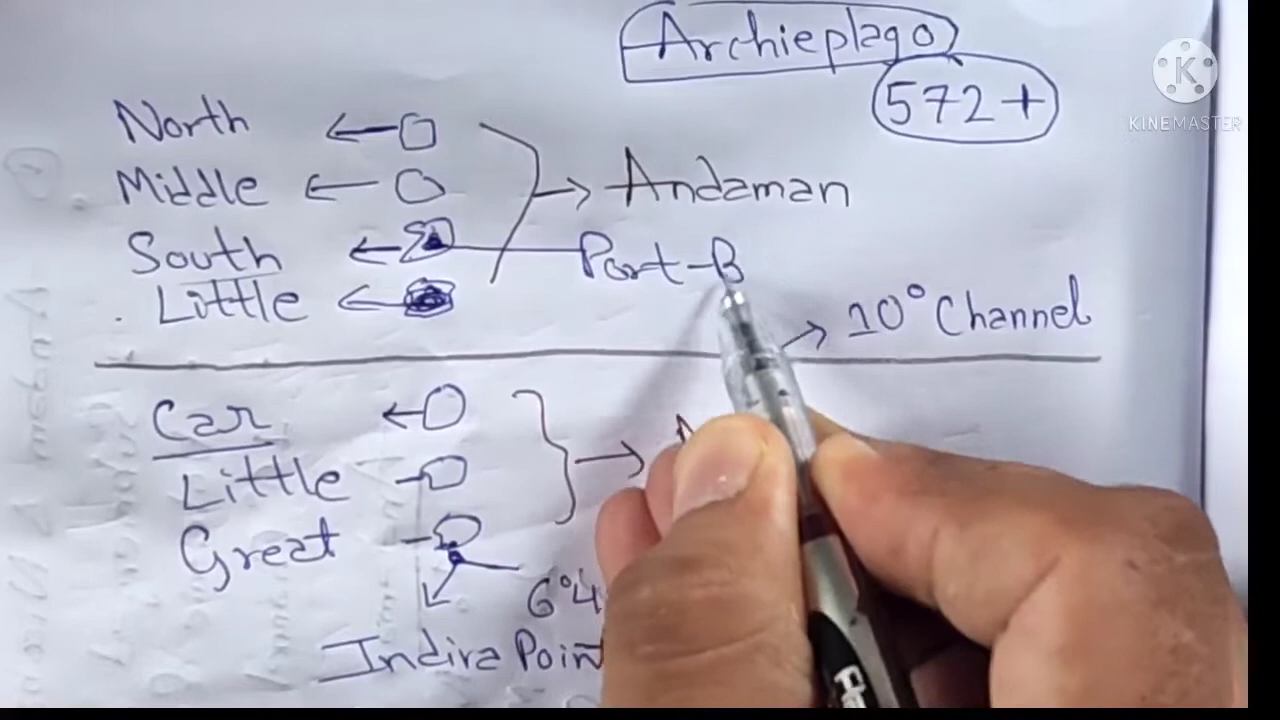 Archieplago
572+
KINEMASTER
North
Middle
Andaman
South
Port-B
Little
10° Channel
Car
Little
Great
6°4
Indira Poin